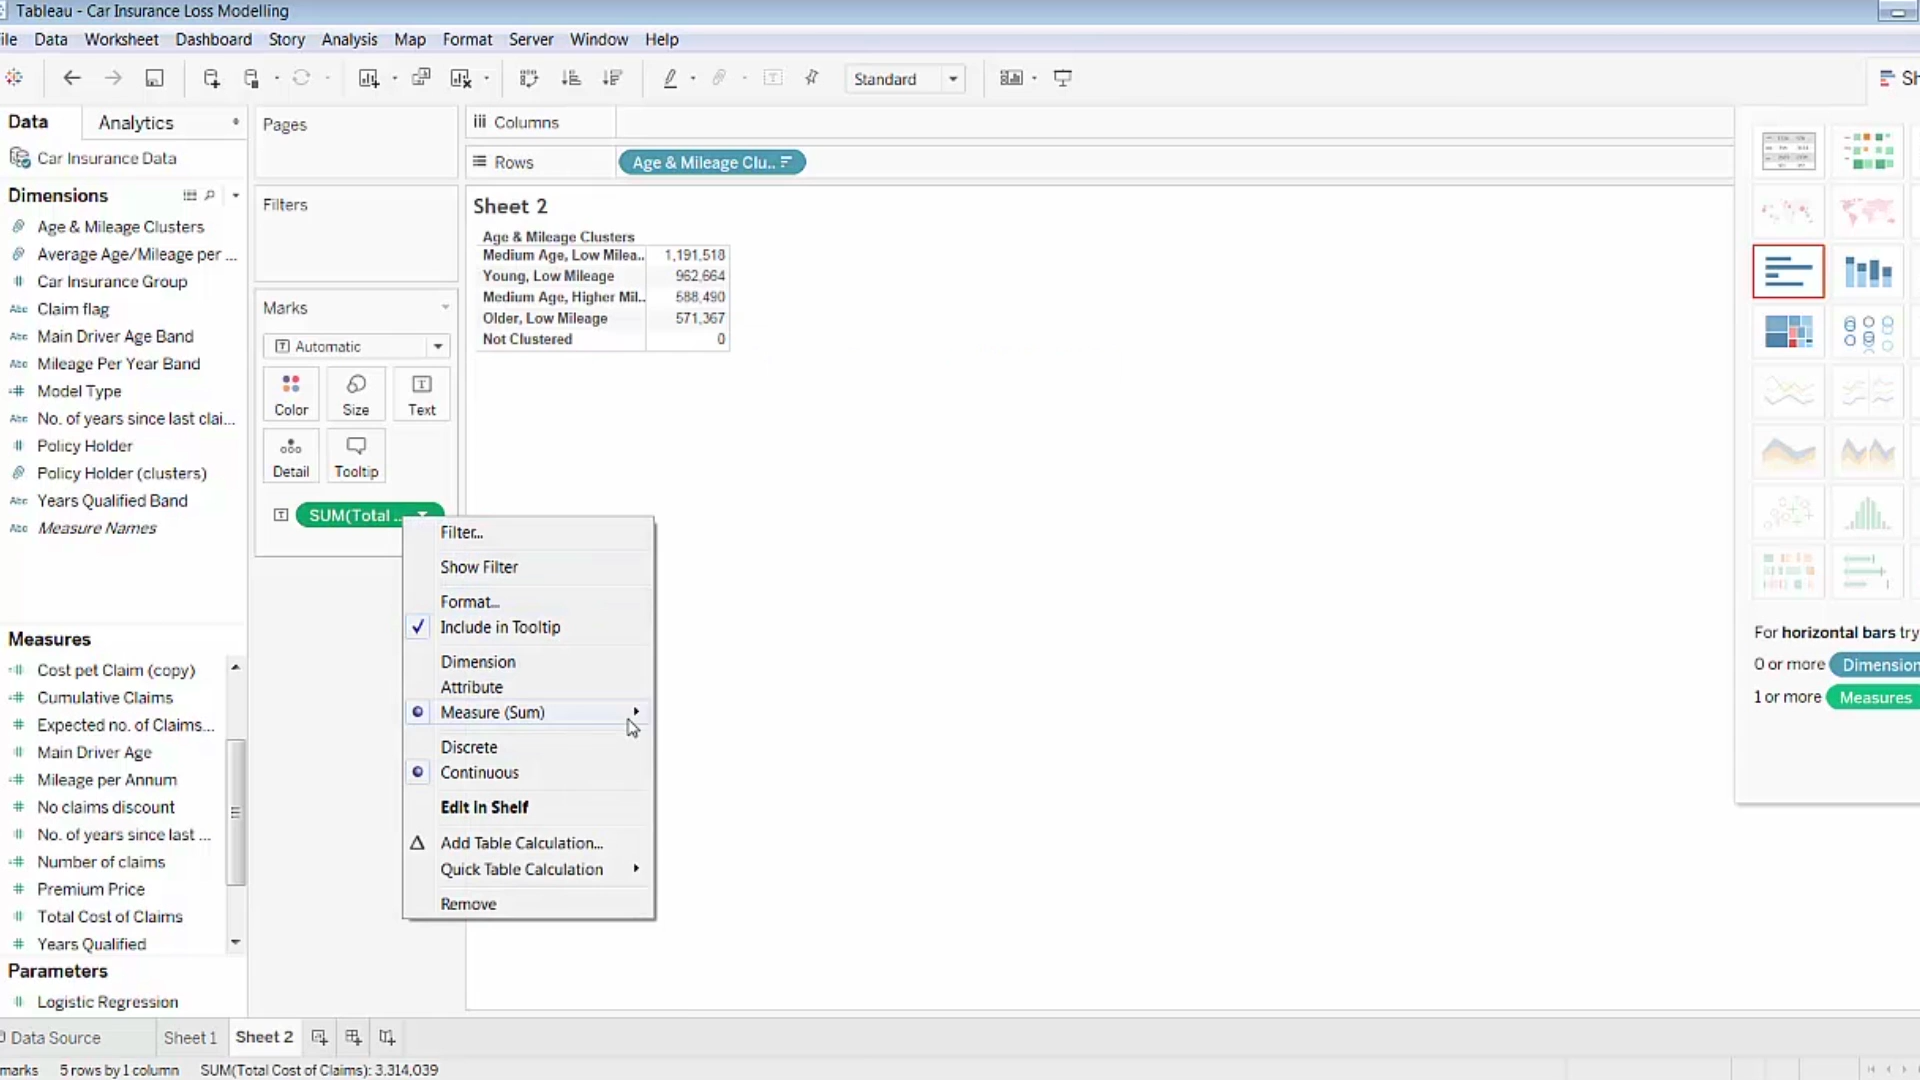 Tableau - Car Insurance Loss Modelling
ile Data Worksheet Dashboard Story Analysis Map Format Server Window Help
Standard
Sh
Data Analytics
Car Insurance Data
Dimensions
Age & Mileage Clusters
Average Age/Mileage per ...
Car Insurance Group
Abc Claim flag
Abc Main Driver Age Band
Abc Mileage Per Year Band
Model Type
Abc No. of years since last clai...
Policy Holder
Policy Holder (clusters)
Abc Years Qualified Band
Abc Measure Names
Measures
Cost pet Claim (copy)
Cumulative Claims
Expected no. of Claims...
Main Driver Age
Mileage per Annum
No claims discount
No. of years since last ...
Number of claims
Premium Price
Total Cost of Claims
Years Qualified
Parameters
Logistic Regression
Pages
Filters
Marks
Automatic
Color Size Text
Detail Tooltip
SUM(Total ..
Columns
Rows Age & Mileage Clu..
Sheet 2
Age & Mileage Clusters
Medium Age, Low Milea.. 1,191,518
Young, Low Mileage 962,664
Medium Age, Higher Mil.. 588,490
Older, Low Mileage 571,367
Not Clustered 0
Filter...
Show Filter
Format...
Include in Tooltip
Dimension
Attribute
Measure (Sum)
Discrete
Continuous
Edit in Shelf
Add Table Calculation...
Quick Table Calculation
Remove
For horizontal bars try
0 or more Dimension
1 or more Measures
Data Source Sheet 1 Sheet 2
marks 5 rows by 1 column SUM(Total Cost of Claims): 3,314,039